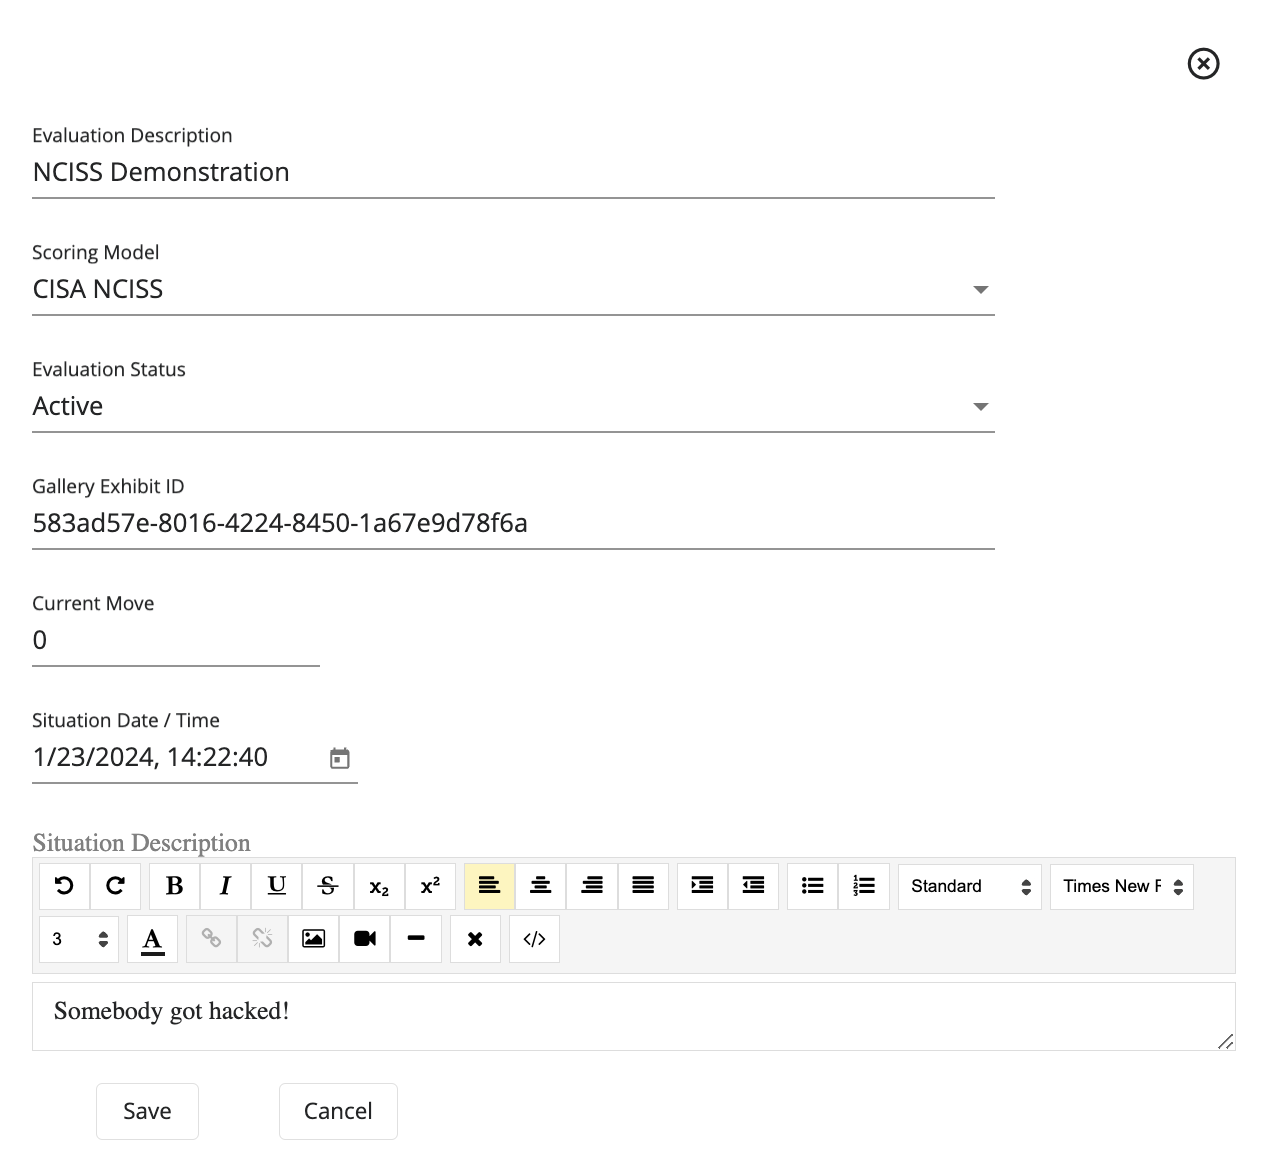 Evaluation Description
NCISS Demonstration
Scoring Model
CISA NCISS
Evaluation Status
Active
Gallery Exhibit ID
583ad57e-8016-4224-8450-1a67e9d78f6a
Current Move
0
Situation Date / Time
1/23/2024, 14:22:40
Situation Description
B I U S x₂ x² Standard Times New F
3 A </>
Somebody got hacked!
Save Cancel